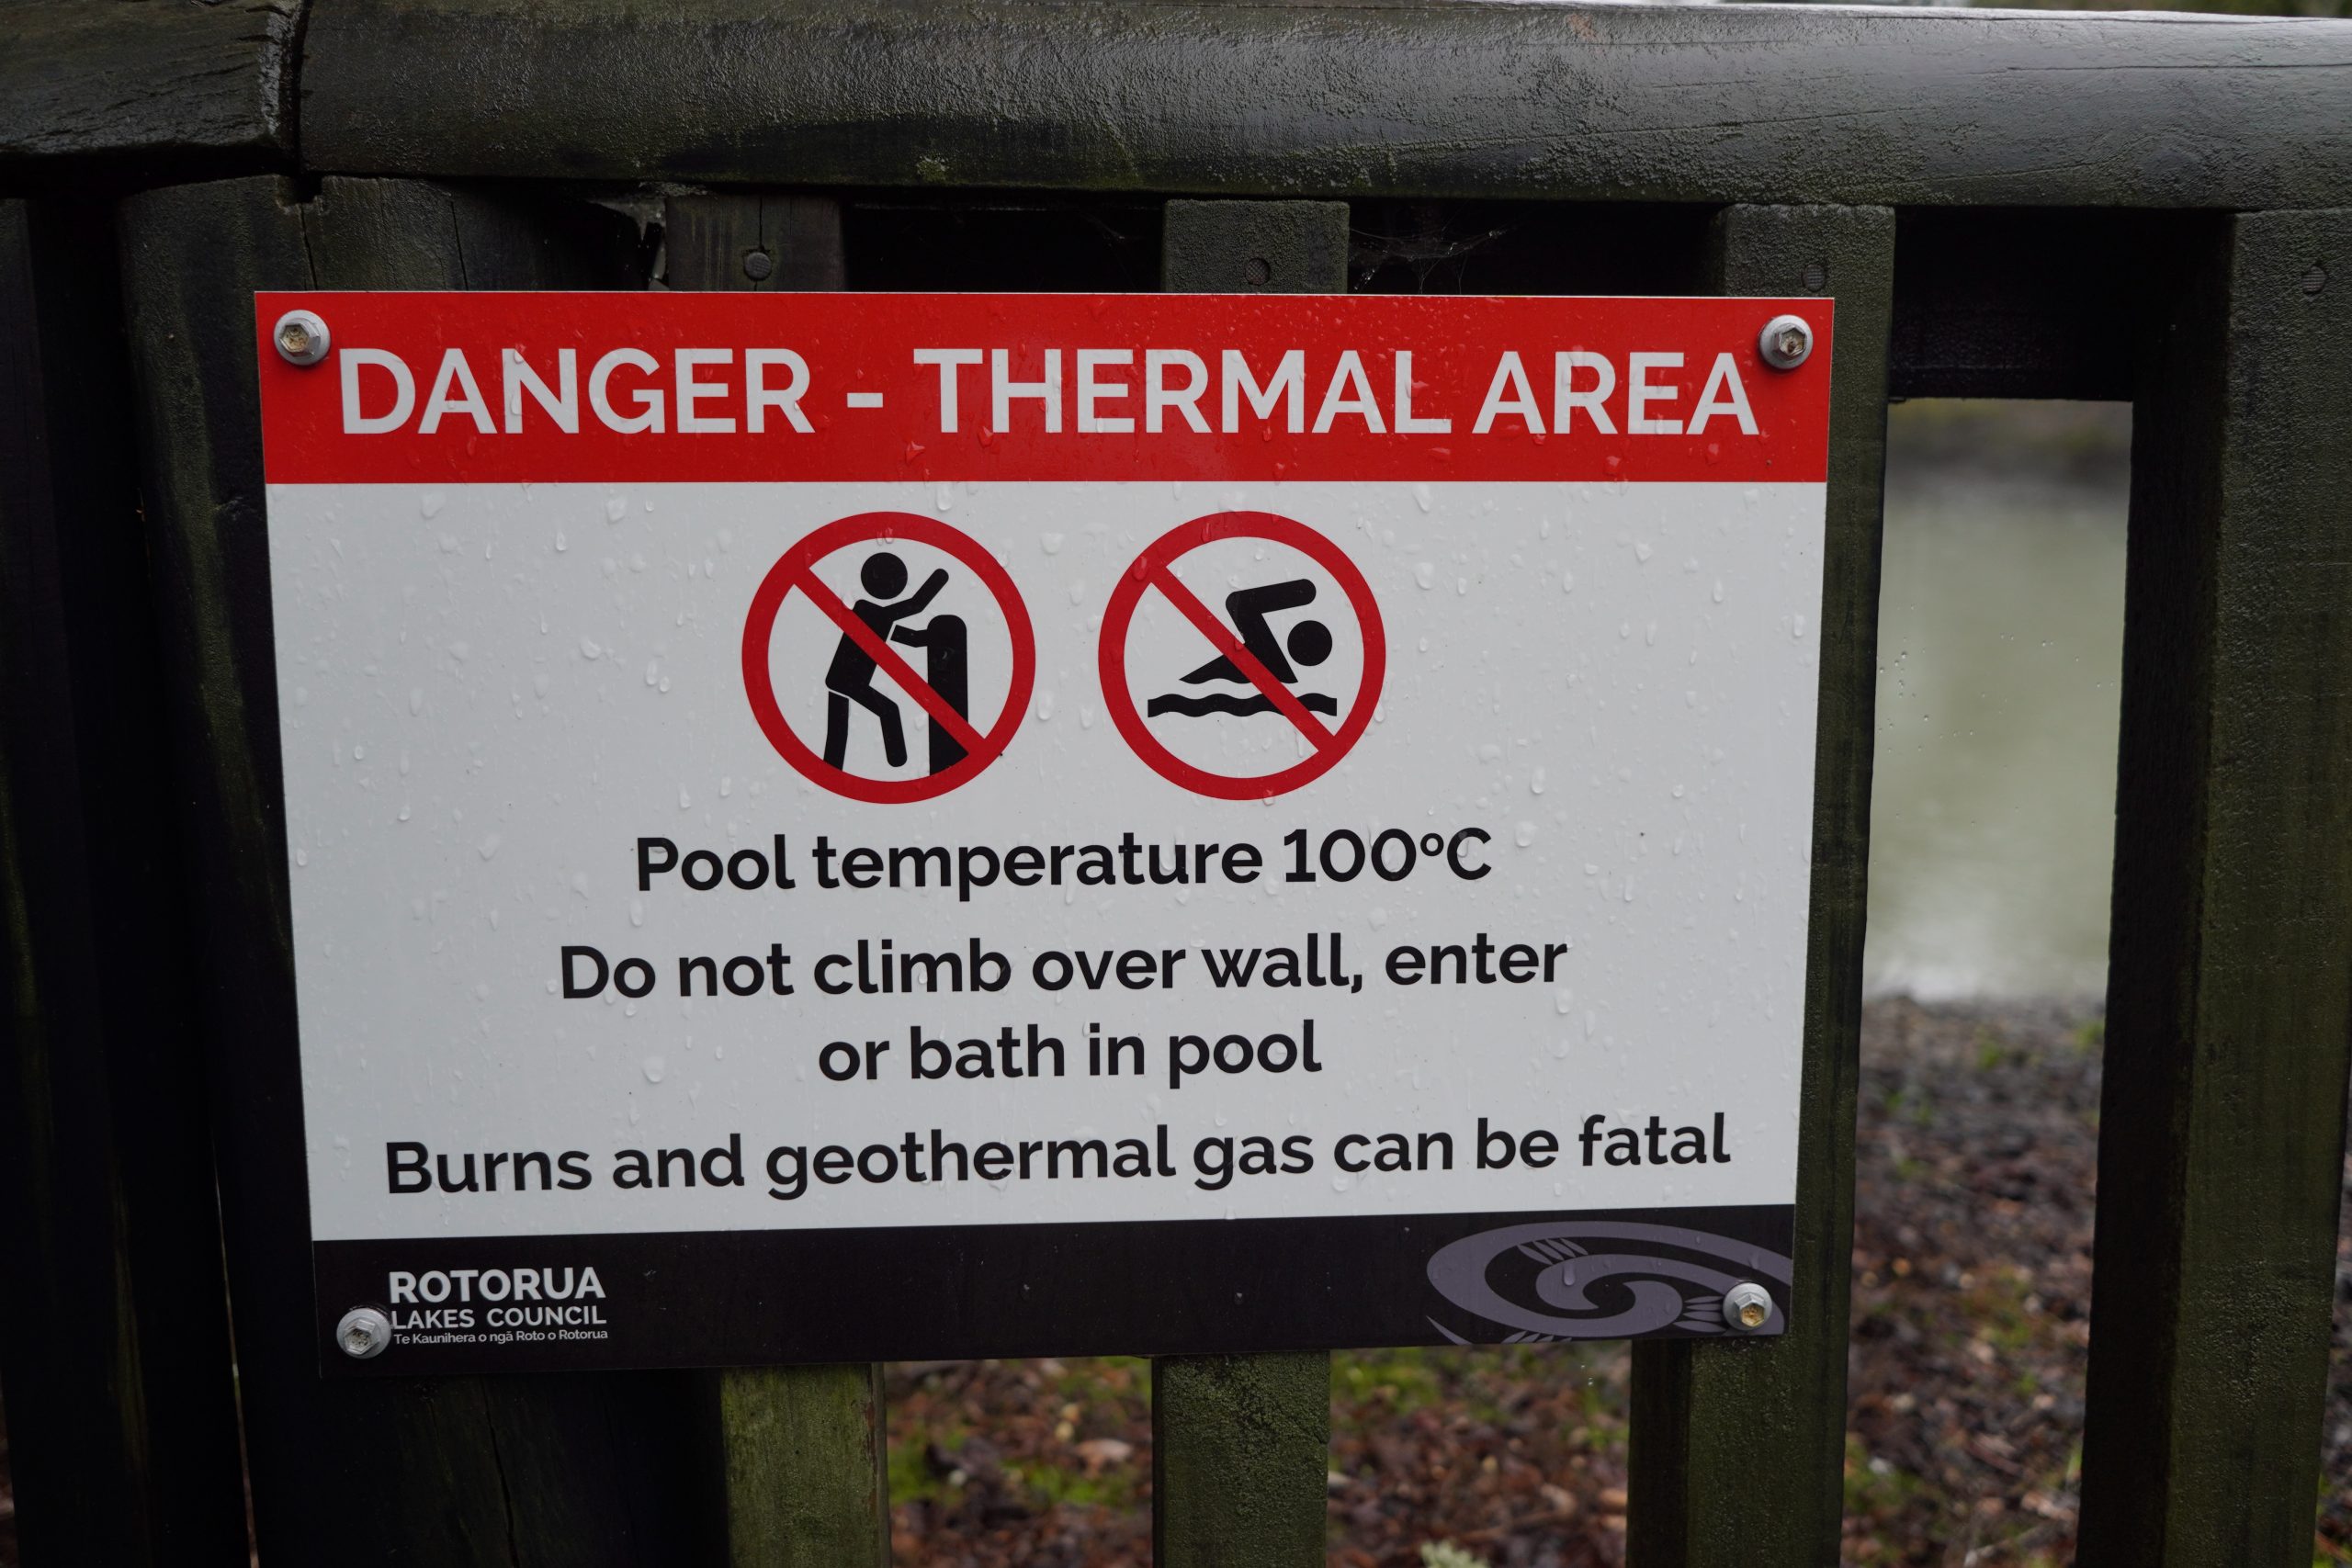 DANGER - THERMAL AREA
Pool temperature 100ºC
Do not climb over wall, enter
or bath in pool
Burns and geothermal gas can be fatal
ROTORUA
LAKES COUNCIL
Te Kaunihera o ngā Roto o Rotorua